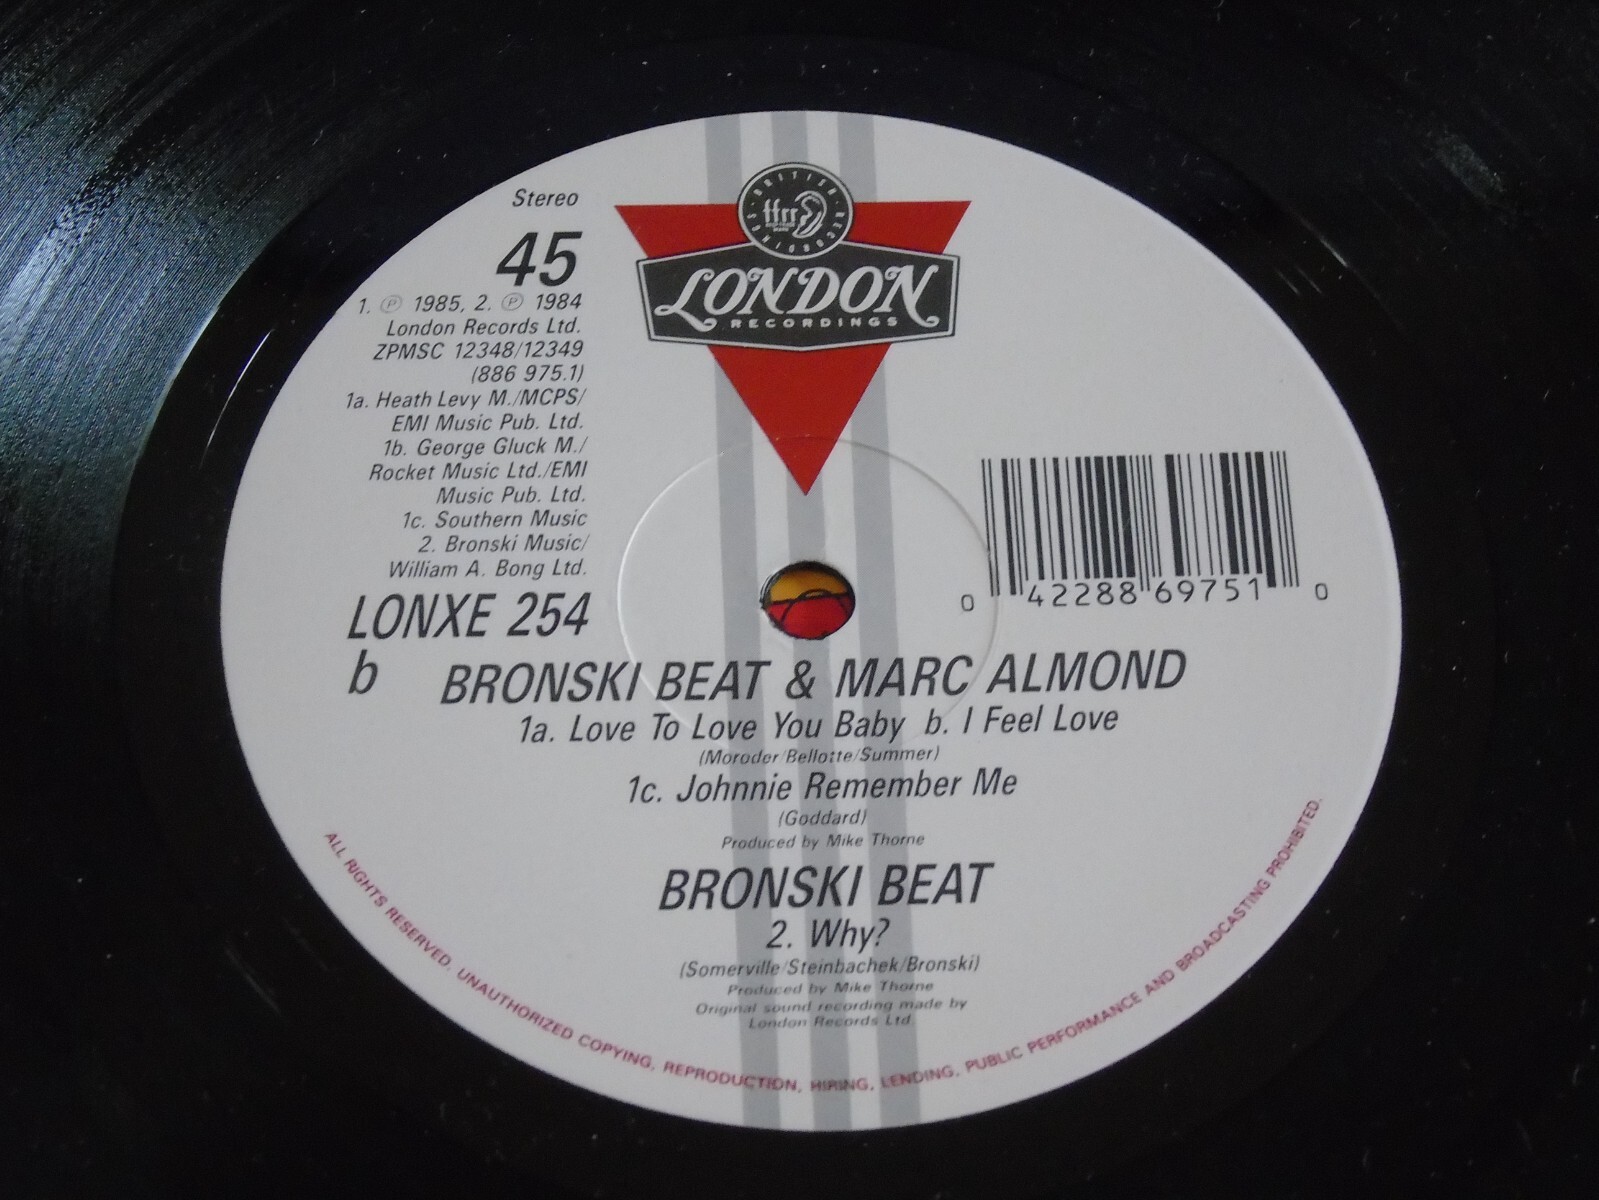 Stereo
45
1. ℗ 1985, 2. ℗ 1984
London Records Ltd.
ZPMSC 12348/12349
(886 975.1)
1a. Heath Levy M./MCPS/
EMI Music Pub. Ltd.
1b. George Gluck M./
Rocket Music Ltd./EMI
Music Pub. Ltd.
1c. Southern Music
2. Bronski Music/
William A. Bong Ltd.
LONXE 254
b
BRITISH RECORDINGS
ffrr
LONDON
RECORDINGS
0 42288 69751 0
BRONSKI BEAT & MARC ALMOND
1a. Love To Love You Baby b. I Feel Love
(Moroder/Bellotte/Summer)
1c. Johnnie Remember Me
(Goddard)
Produced by Mike Thorne
BRONSKI BEAT
2. Why?
(Somerville/Steinbachek/Bronski)
Produced by Mike Thorne
Original sound recording made by
London Records Ltd.
ALL RIGHTS RESERVED. UNAUTHORIZED COPYING, REPRODUCTION, HIRING, LENDING, PUBLIC PERFORMANCE AND BROADCASTING PROHIBITED.